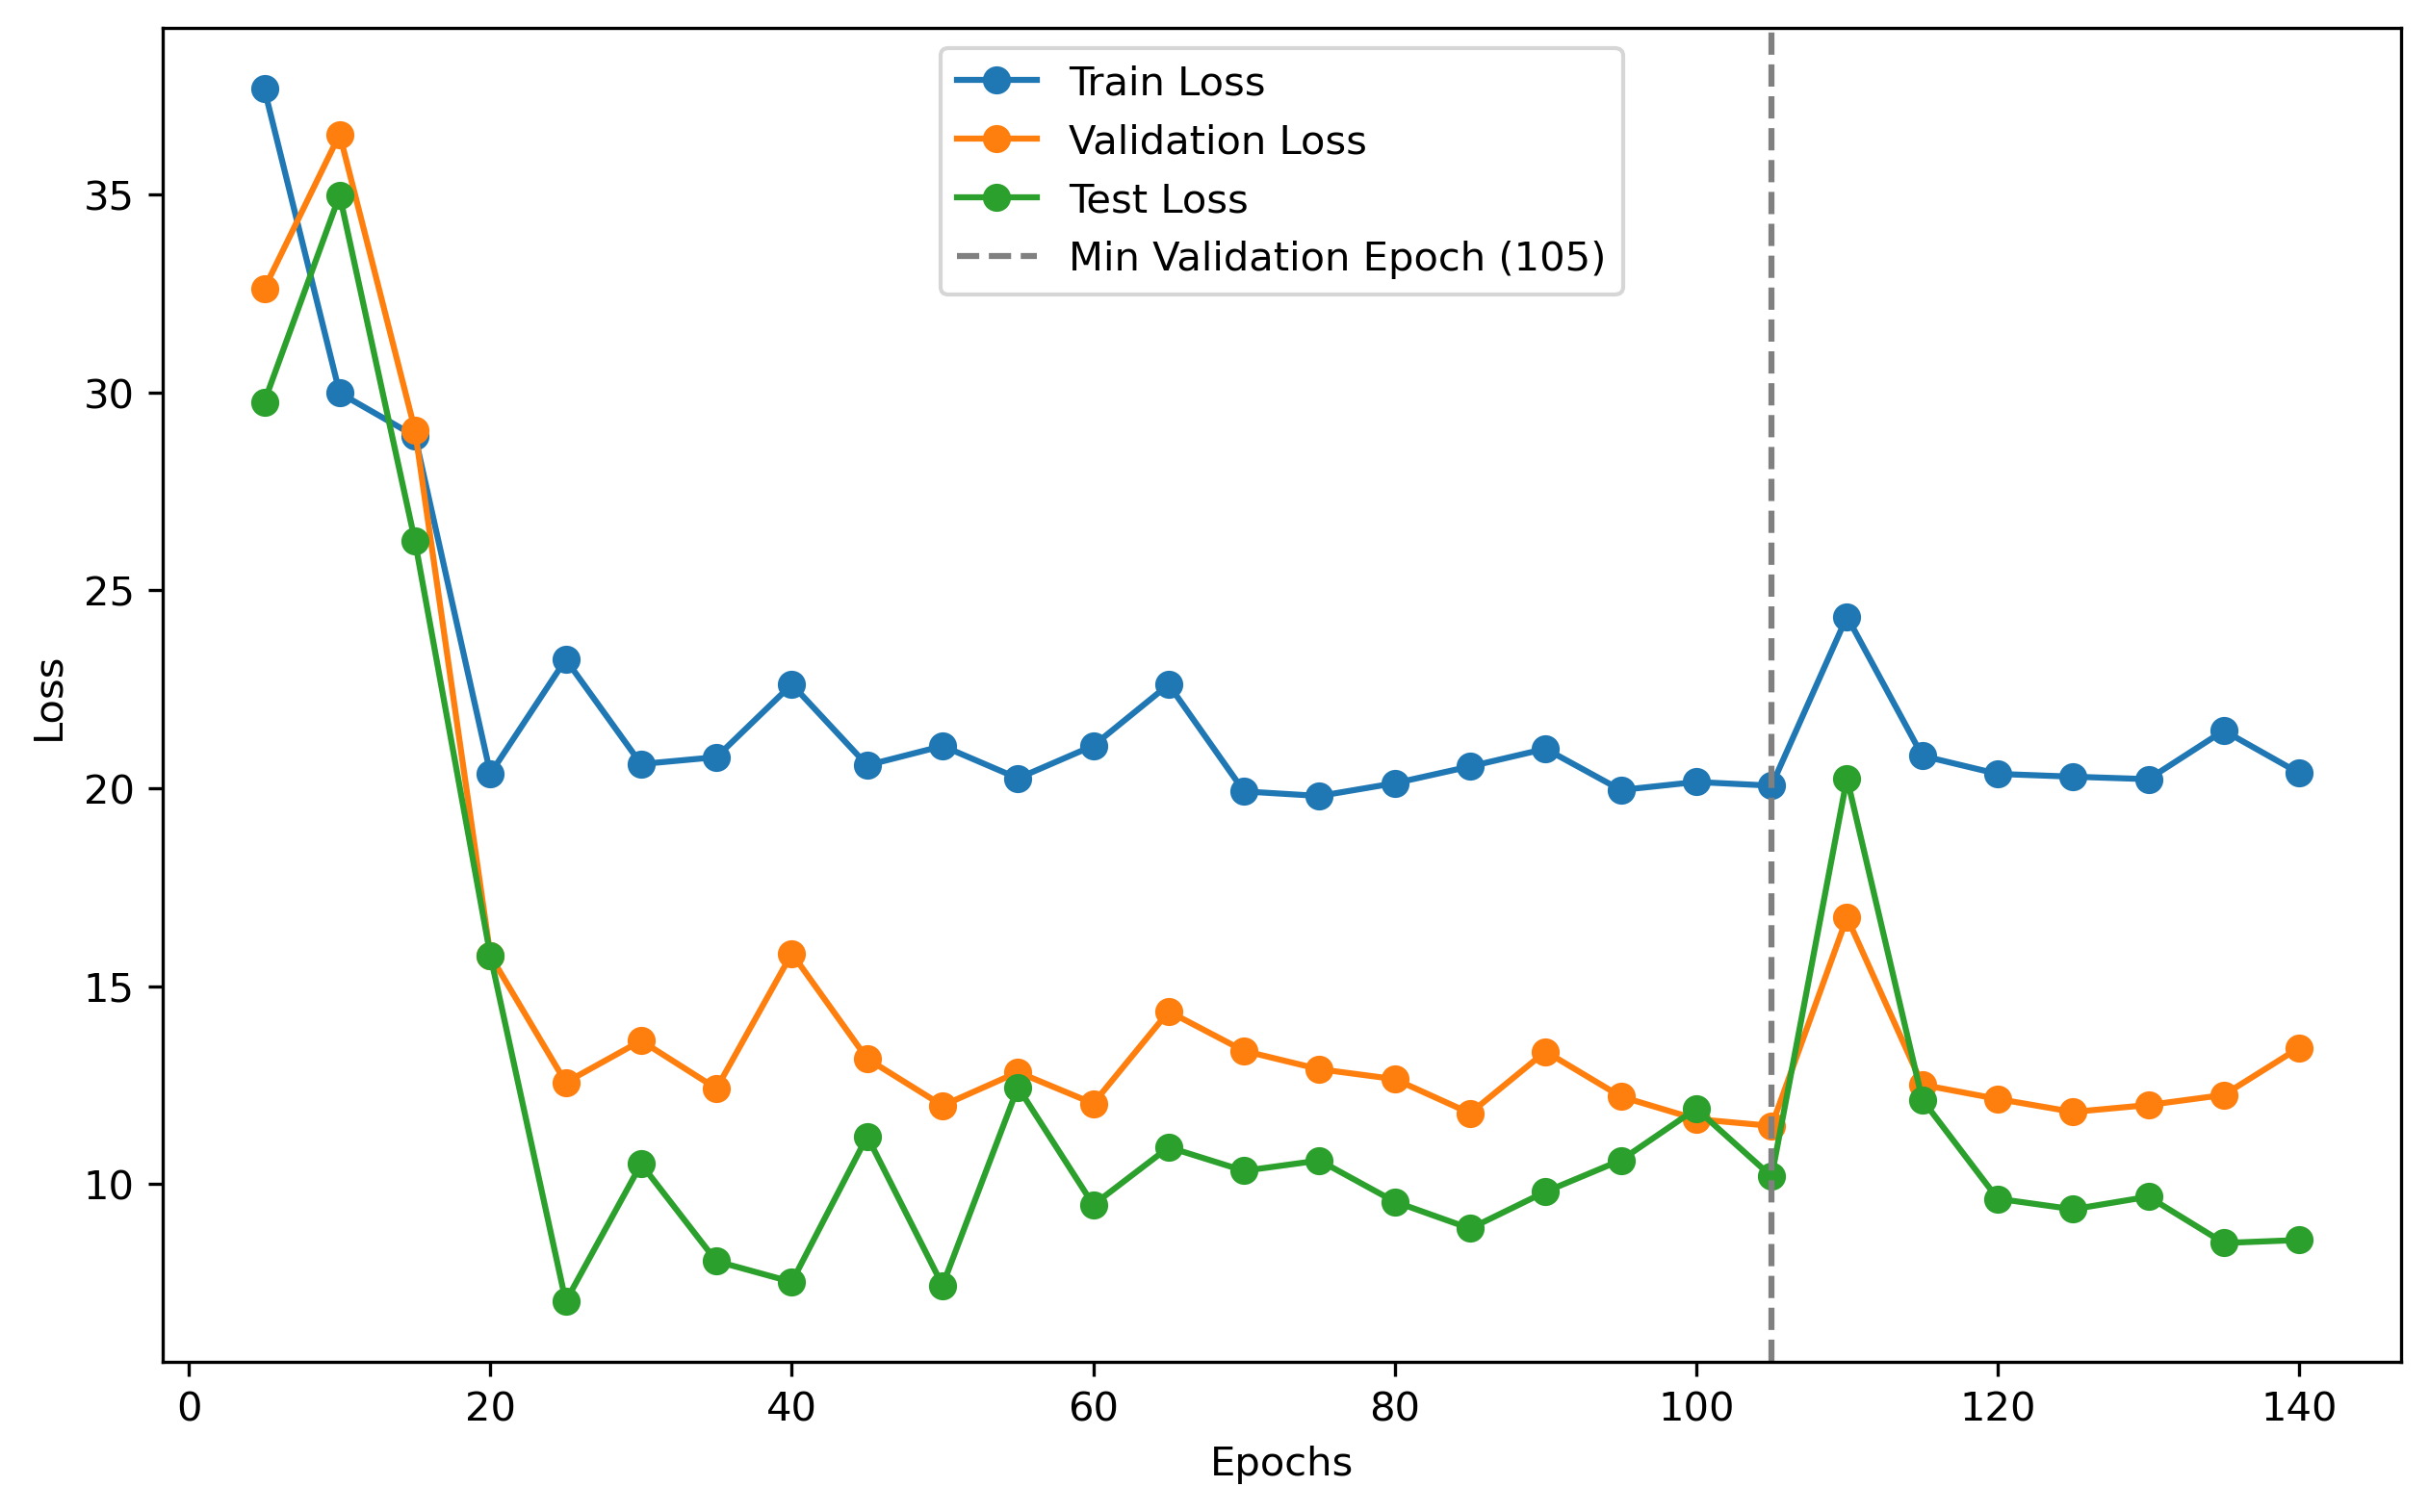 Train Loss
Validation Loss
Test Loss
Min Validation Epoch (105)
35
30
25
20
15
10
Loss
0 20 40 60 80 100 120 140
Epochs